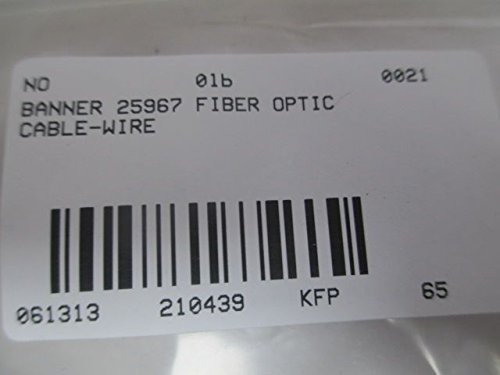 NO 01b 0021
BANNER 25967 FIBER OPTIC
CABLE-WIRE
061313 210439 KFP 65